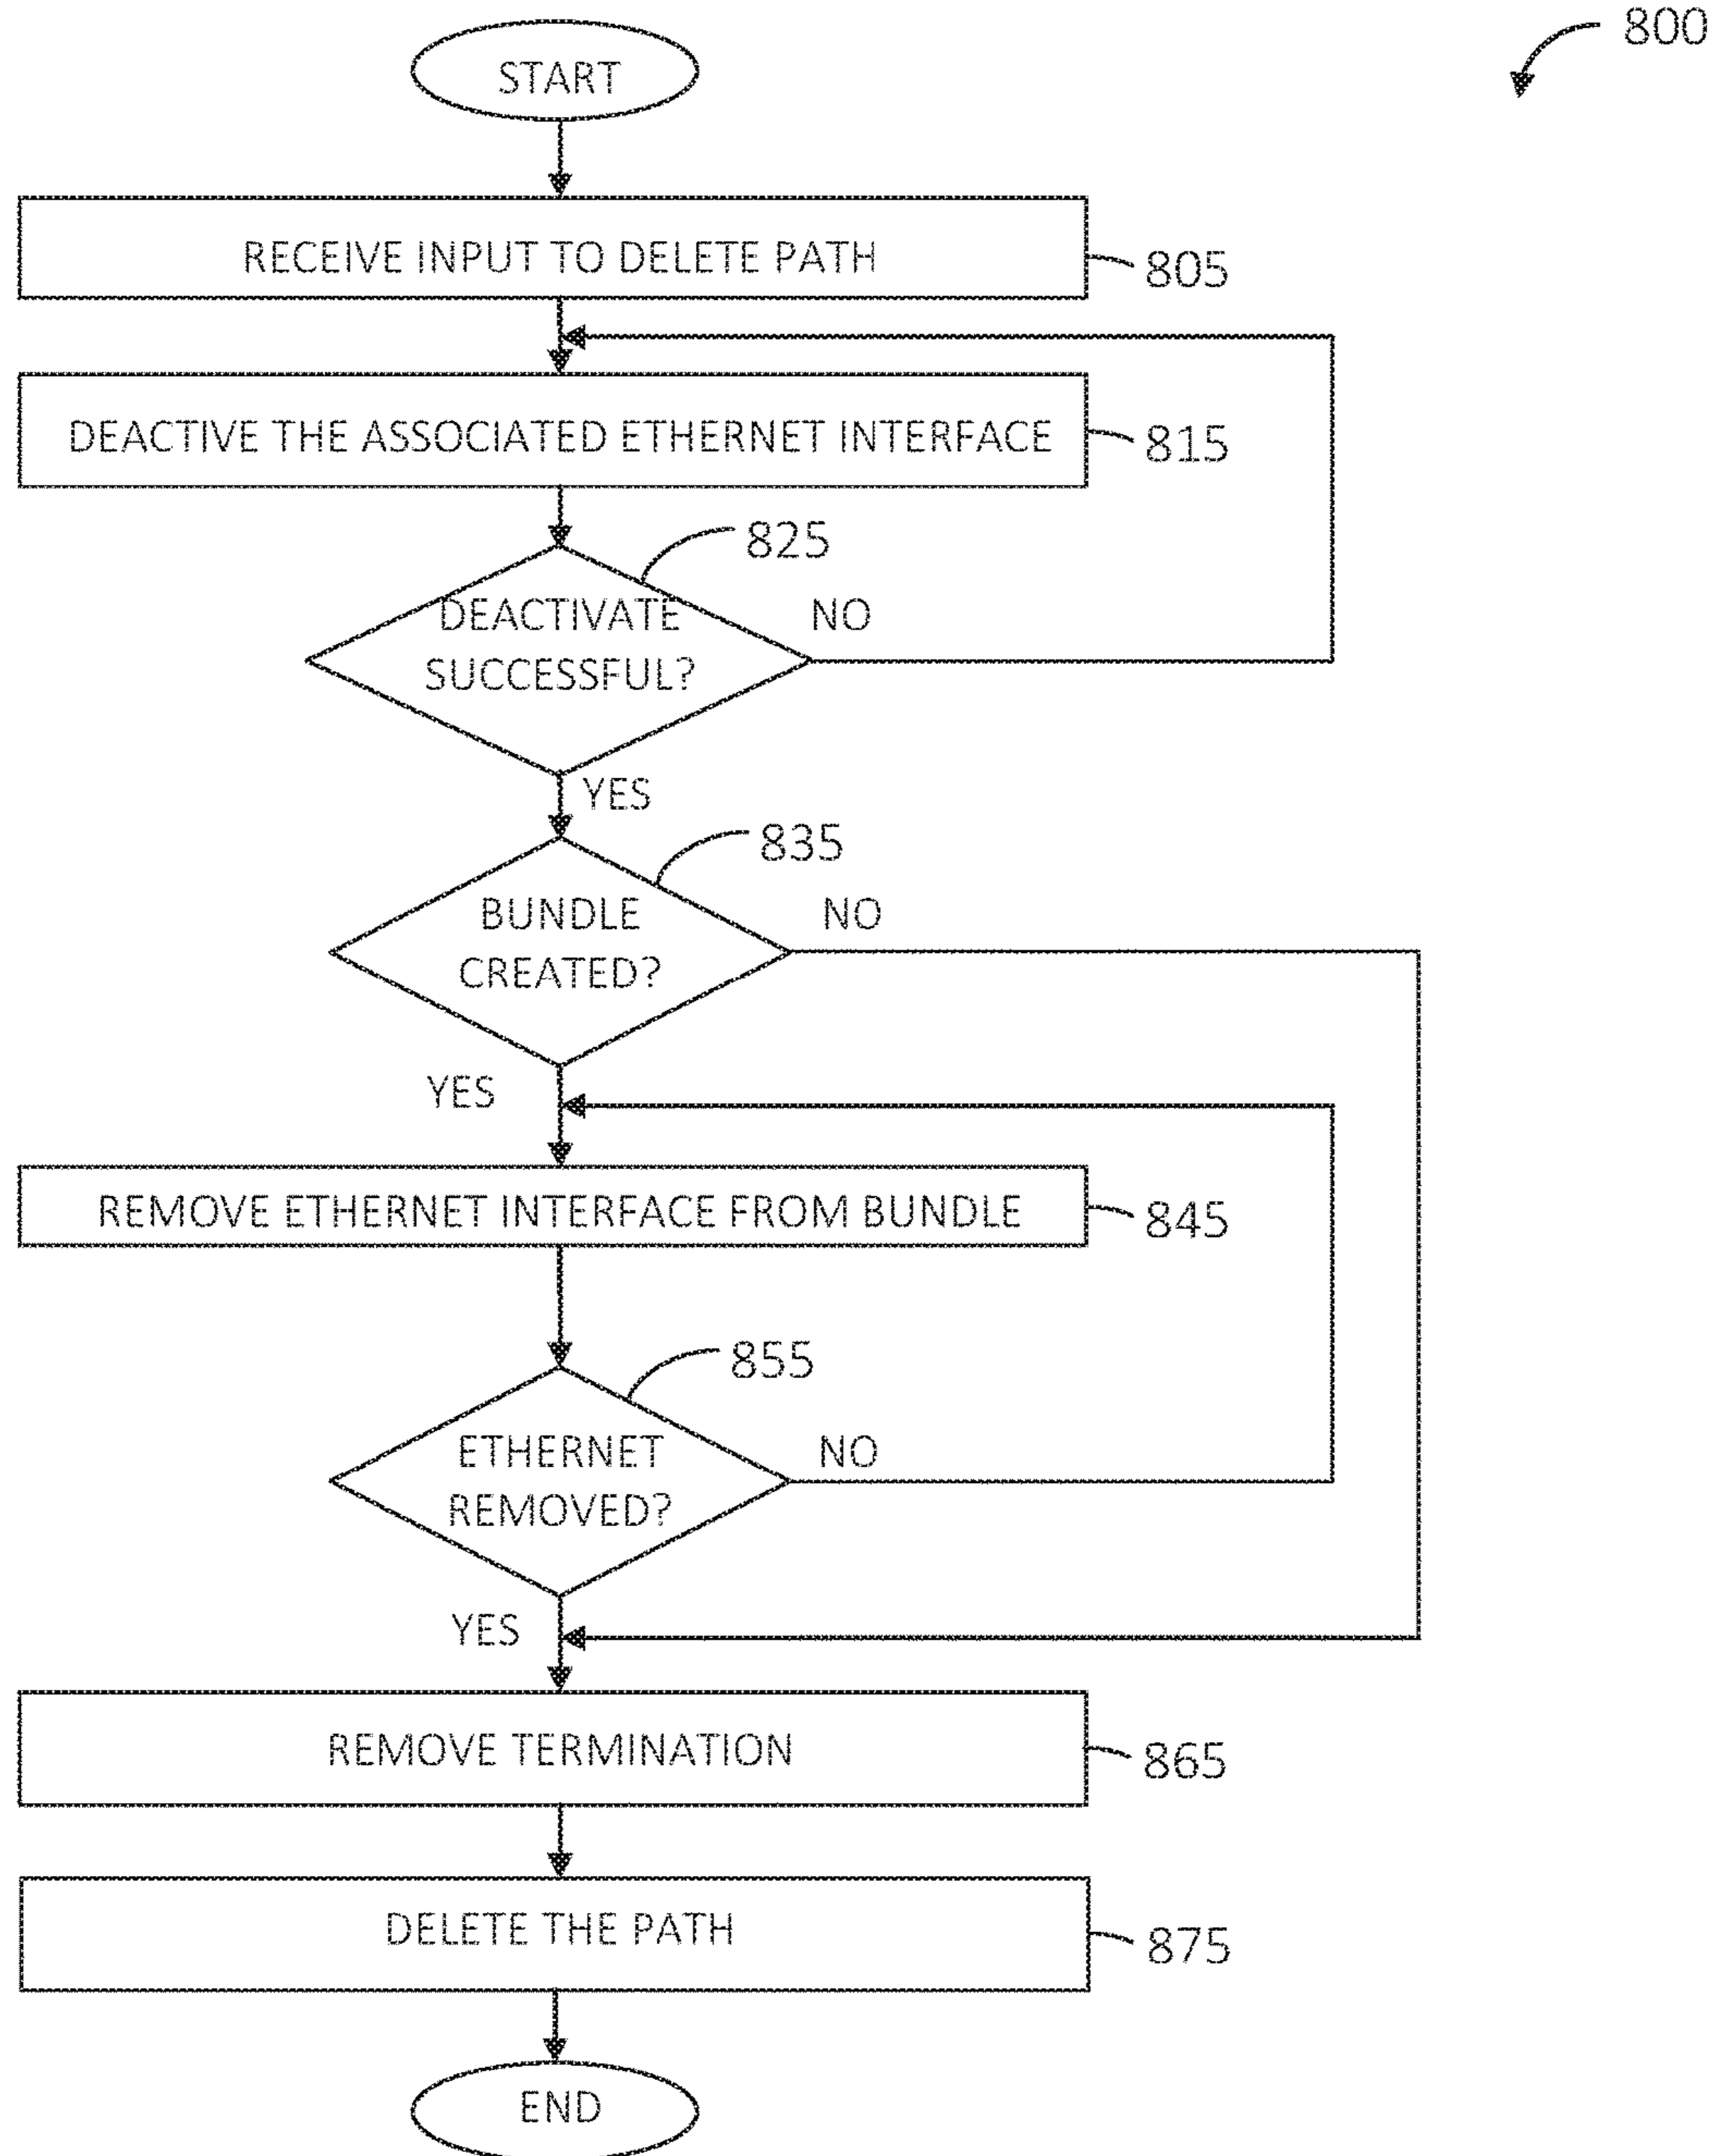 800
START
RECEIVE INPUT TO DELETE PATH
805
DEACTIVE THE ASSOCIATED ETHERNET INTERFACE
815
825
DEACTIVATE
SUCCESSFUL?
NO
YES
835
BUNDLE
CREATED?
NO
YES
REMOVE ETHERNET INTERFACE FROM BUNDLE
845
855
ETHERNET
REMOVED?
NO
YES
REMOVE TERMINATION
865
DELETE THE PATH
875
END